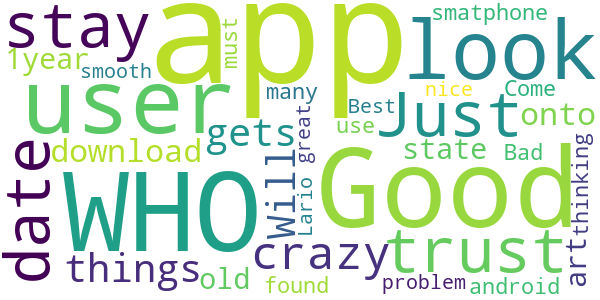 stay
app
look
smatphone
must
1year
smooth
user
gets
many
Best
nice
Come
Just
use
onto
great
date
download
WHO
Will
Lario
Good
state
Bad
thinking
art
crazy
trust
things
old
found
problem
android